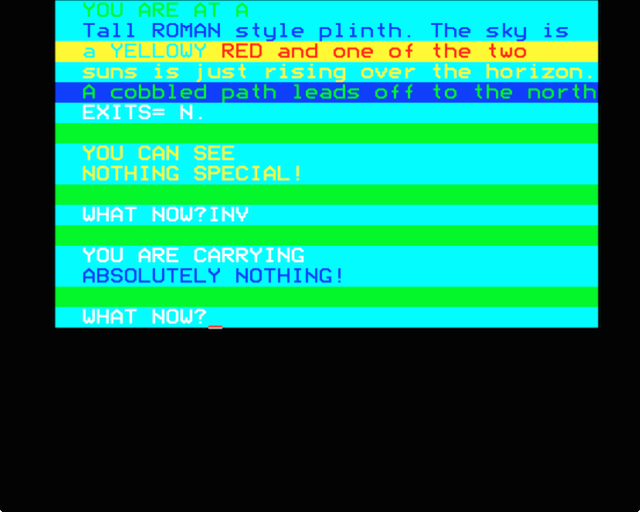 YOU ARE AT A
Tall ROMAN style plinth. The sky is
a YELLOWY RED and one of the two
suns is just rising over the horizon.
A cobbled path leads off to the north
EXITS= N.
YOU CAN SEE
NOTHING SPECIAL!
WHAT NOW?INV
YOU ARE CARRYING
ABSOLUTELY NOTHING!
WHAT NOW?_